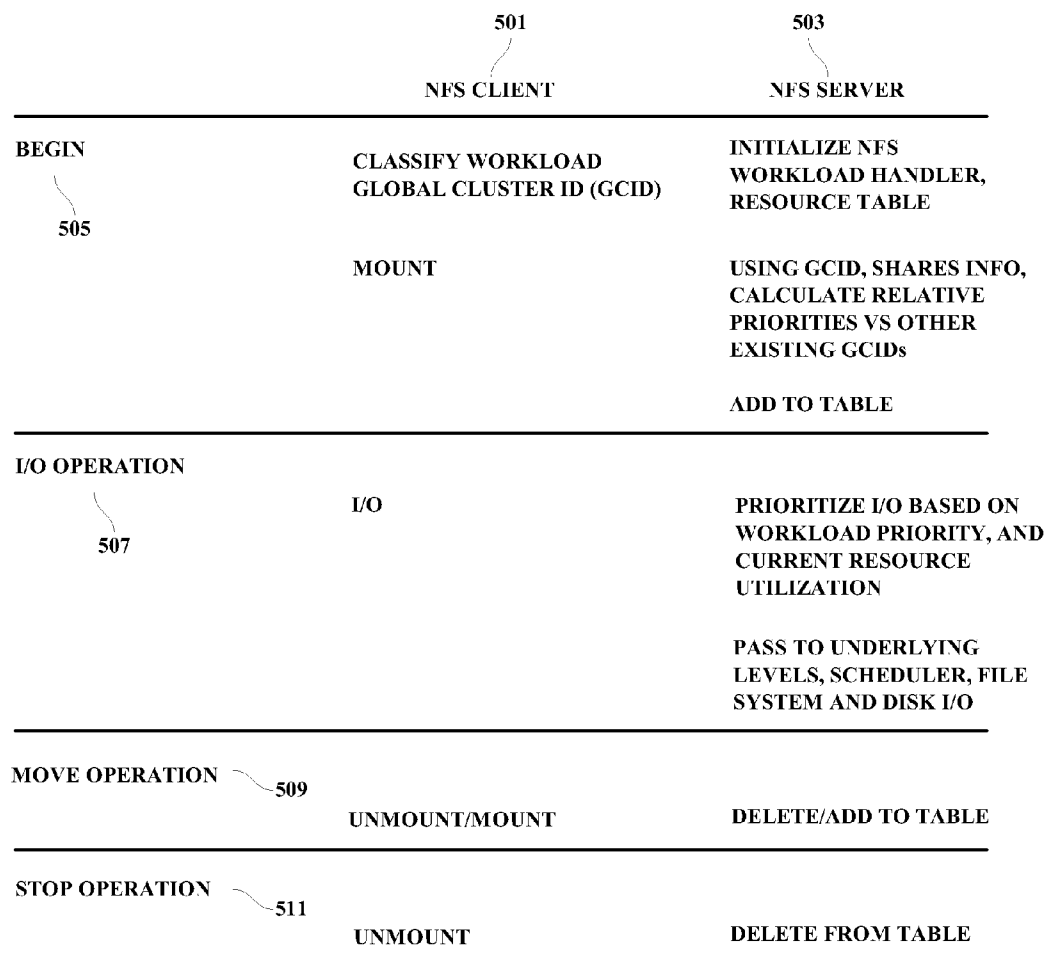 501
503
NFS CLIENT
NFS SERVER
BEGIN
505
CLASSIFY WORKLOAD
GLOBAL CLUSTER ID (GCID)
INITIALIZE NFS
WORKLOAD HANDLER,
RESOURCE TABLE
MOUNT
USING GCID, SHARES INFO,
CALCULATE RELATIVE
PRIORITIES VS OTHER
EXISTING GCIDs
ADD TO TABLE
I/O OPERATION
507
I/O
PRIORITIZE I/O BASED ON
WORKLOAD PRIORITY, AND
CURRENT RESOURCE
UTILIZATION
PASS TO UNDERLYING
LEVELS, SCHEDULER, FILE
SYSTEM AND DISK I/O
MOVE OPERATION
509
UNMOUNT/MOUNT
DELETE/ADD TO TABLE
STOP OPERATION
511
UNMOUNT
DELETE FROM TABLE